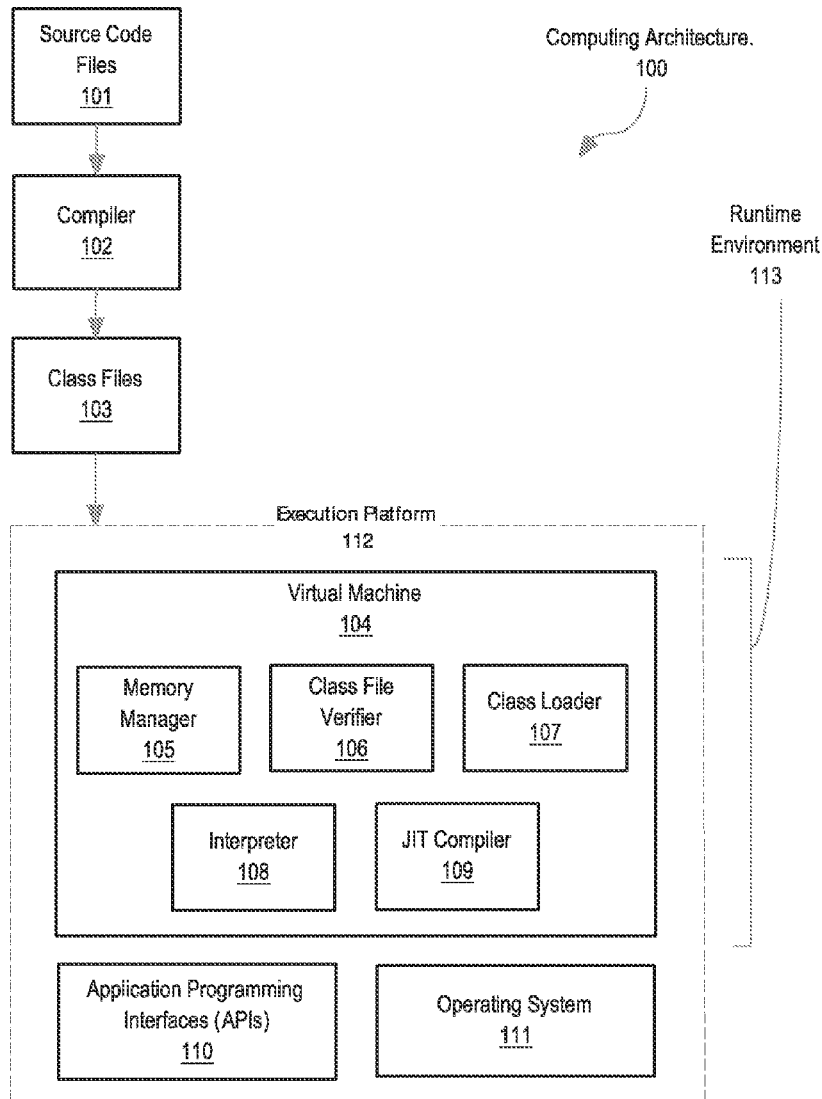 Source Code
Files
101
Computing Architecture.
100
Compiler
102
Runtime
Environment
113
Class Files
103
Execution Platform
112
Virtual Machine
104
Memory
Manager
105
Class File
Verifier
106
Class Loader
107
Interpreter
108
JIT Compiler
109
Application Programming
Interfaces (APIs)
110
Operating System
111